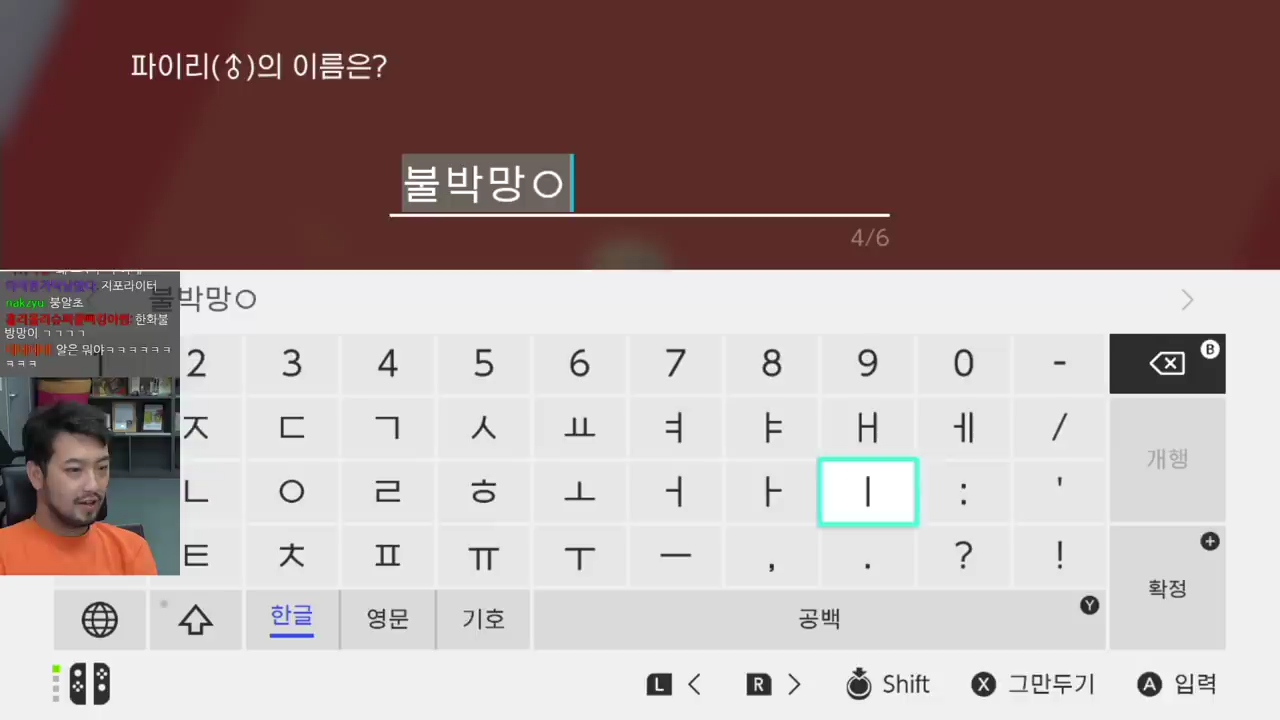 파이리(♂)의 이름은?
불박망ㅇ
4/6
불박망ㅇ
지포라이터
nakzyu: 붕알초
한화불
방망이 ㄱㄱㄱㄱ
알은 뭐야ㅋㅋㅋㅋㅋㅋ
ㅋㅋㅋ
2 3 4 5 6 7 8 9 0 -
ㅈ ㄷ ㄱ ㅅ ㅛ ㅕ ㅑ ㅐ ㅔ /
ㄴ ㅇ ㄹ ㅎ ㅗ ㅓ ㅏ ㅣ : '
ㅌ ㅊ ㅍ ㅠ ㅜ ㅡ , . ? !
B
개행
+
확정
한글 영문 기호 공백 Y
L < R > Shift X 그만두기 A 입력